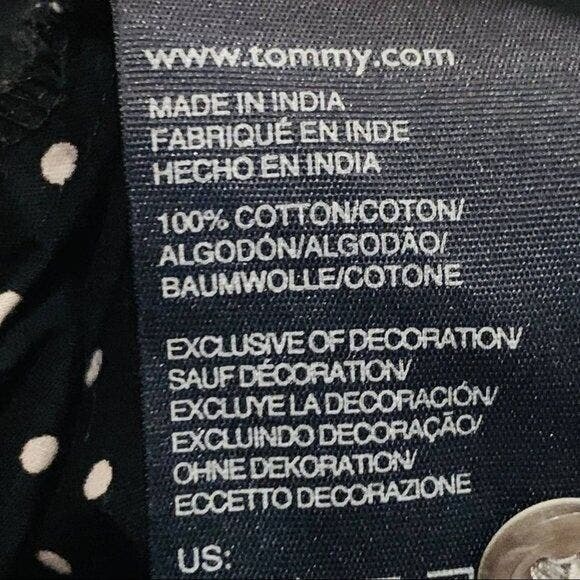 www.tommy.com
MADE IN INDIA
FABRIQUÉ EN INDE
HECHO EN INDIA
100% COTTON/COTON/
ALGODÓN/ALGODÃO/
BAUMWOLLE/COTONE
EXCLUSIVE OF DECORATION/
SAUF DÉCORATION/
EXCLUYE LA DECORACIÓN/
EXCLUINDO DECORAÇÃO/
OHNE DEKORATION/
ECCETTO DECORAZIONE
US: